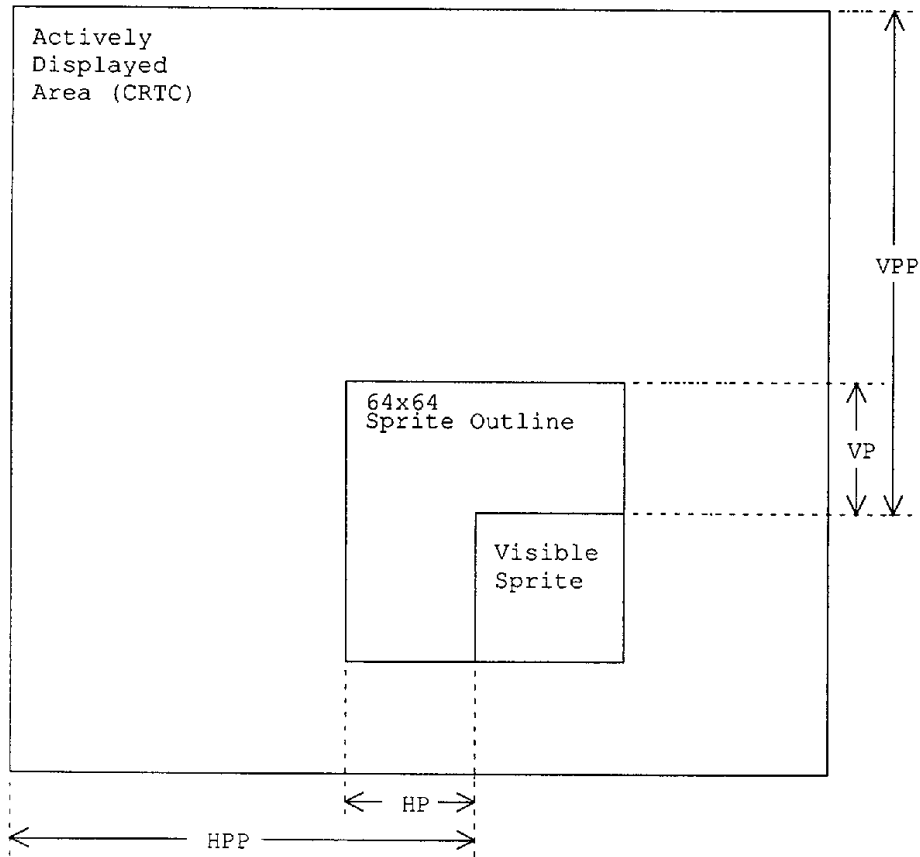 Actively
Displayed
Area (CRTC)
VPP
64x64
Sprite Outline
VP
Visible
Sprite
HP
HPP